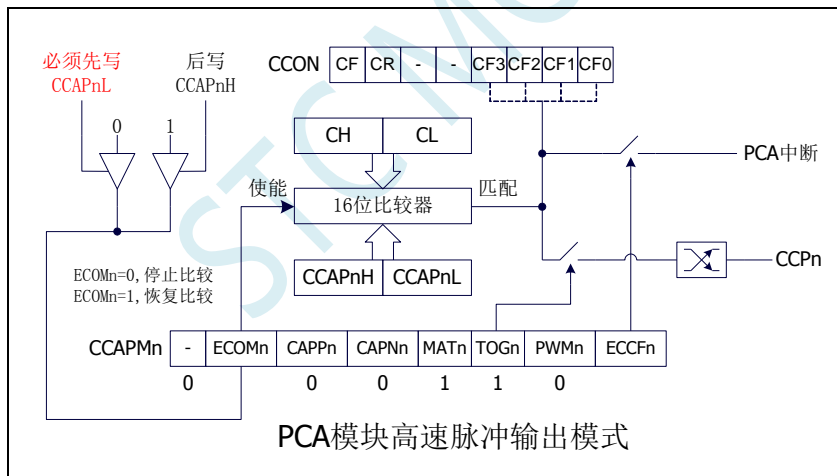 必须先写
CCAPnL
后写
CCAPnH
0
1
CCON
CF
CR
-
-
CF3
CF2
CF1
CF0
CH
CL
PCA中断
使能
16位比较器
匹配
CCAPnH
CCAPnL
CCPn
ECOMn=0,停止比较
ECOMn=1,恢复比较
CCAPMn
-
ECOMn
CAPPn
CAPNn
MATn
TOGn
PWMn
ECCFn
0
0
0
1
1
0
PCA模块高速脉冲输出模式
STC MC